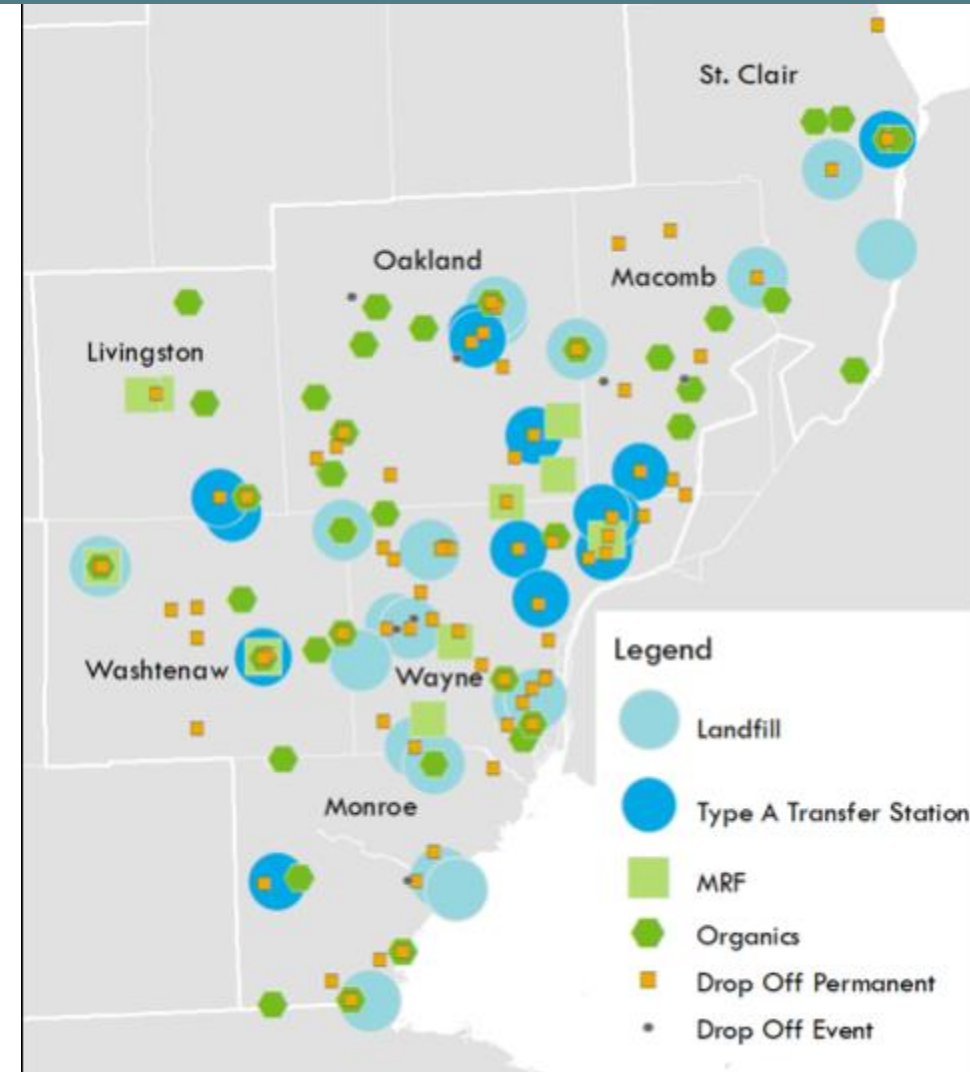 St. Clair
Oakland
Macomb
Livingston
Washtenaw
Wayne
Monroe
Legend
Landfill
Type A Transfer Station
MRF
Organics
Drop Off Permanent
Drop Off Event